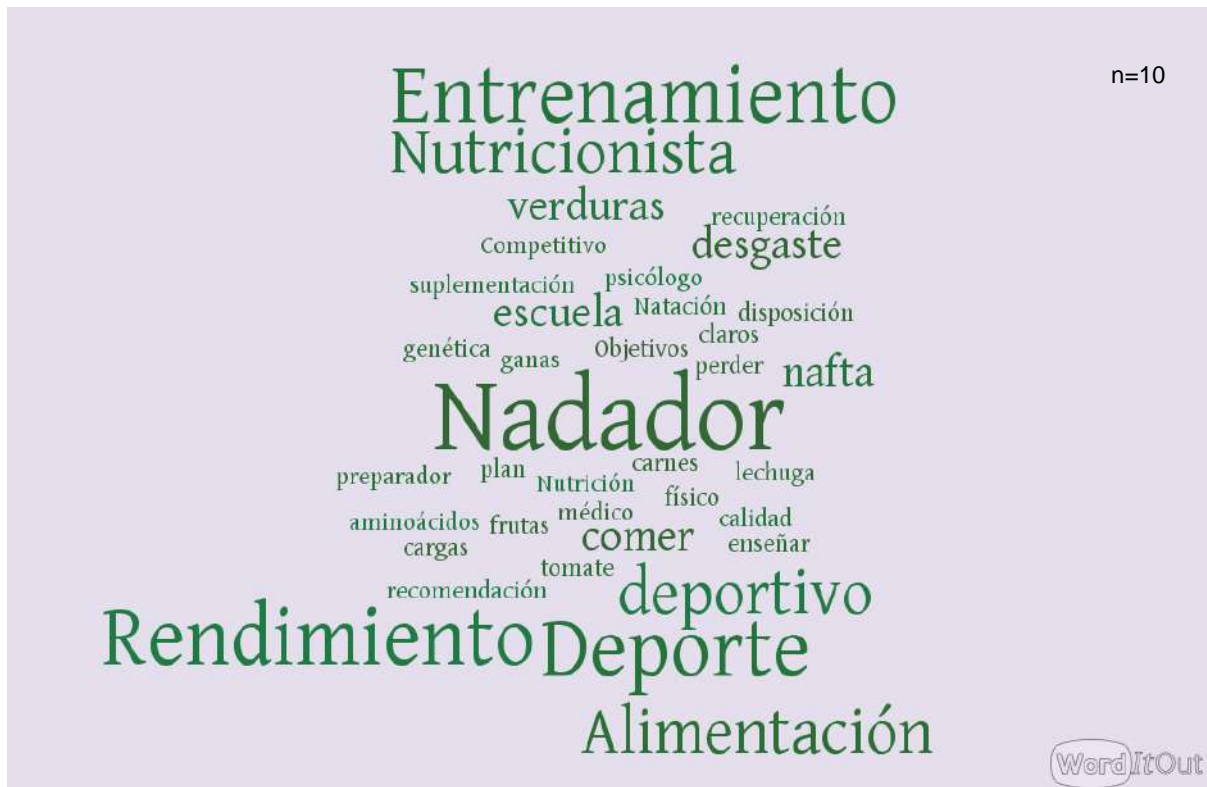 n=10
Entrenamiento
Nutricionista
verduras
recuperación
Competitivo
desgaste
suplementación
psicólogo
escuela
Natación
disposición
claros
genética
ganas
Objetivos
perder
nafta
Nadador
preparador
plan
Nutrición
carnes
lechuga
físico
aminoácidos
frutas
médico
calidad
cargas
comer
enseñar
tomate
recomendación
deportivo
Rendimiento
Deporte
Alimentación
WordItOut